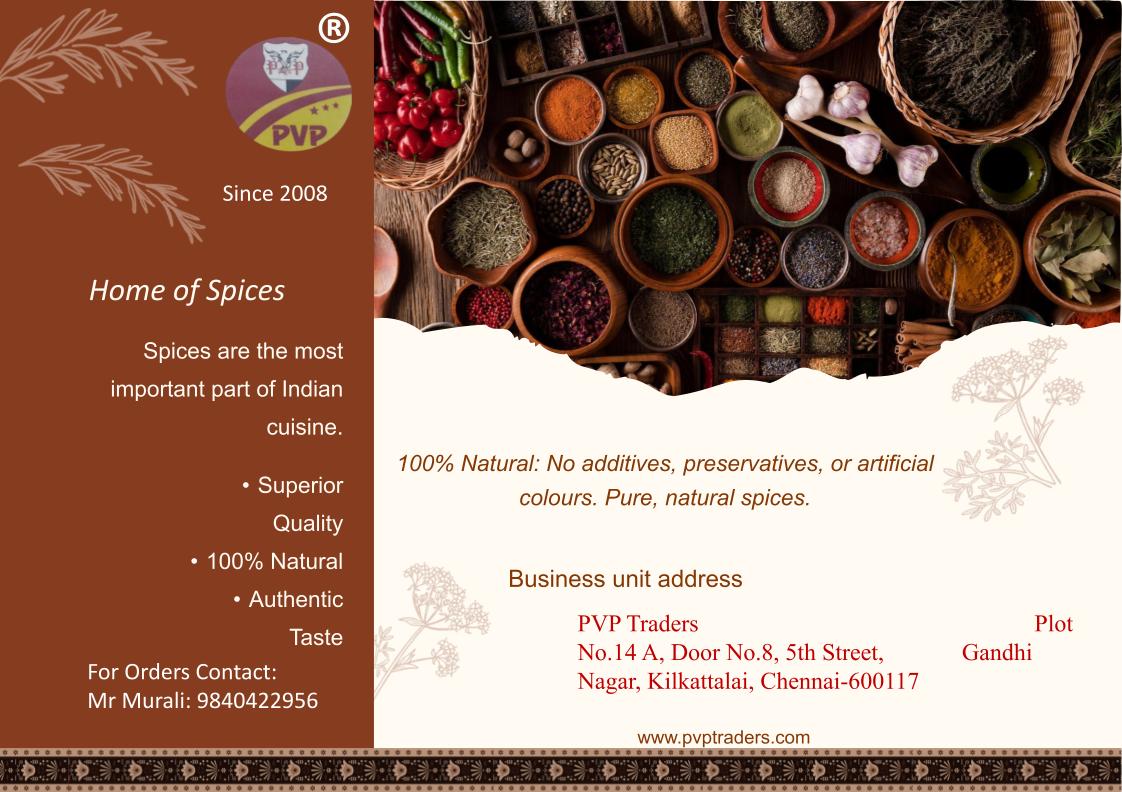 ®
P P
PVP
Since 2008
Home of Spices
Spices are the most
important part of Indian
cuisine.
• Superior
Quality
• 100% Natural
• Authentic
Taste
For Orders Contact:
Mr Murali: 9840422956
100% Natural: No additives, preservatives, or artificial
colours. Pure, natural spices.
Business unit address
PVP Traders Plot
No.14 A, Door No.8, 5th Street, Gandhi
Nagar, Kilkattalai, Chennai-600117
www.pvptraders.com